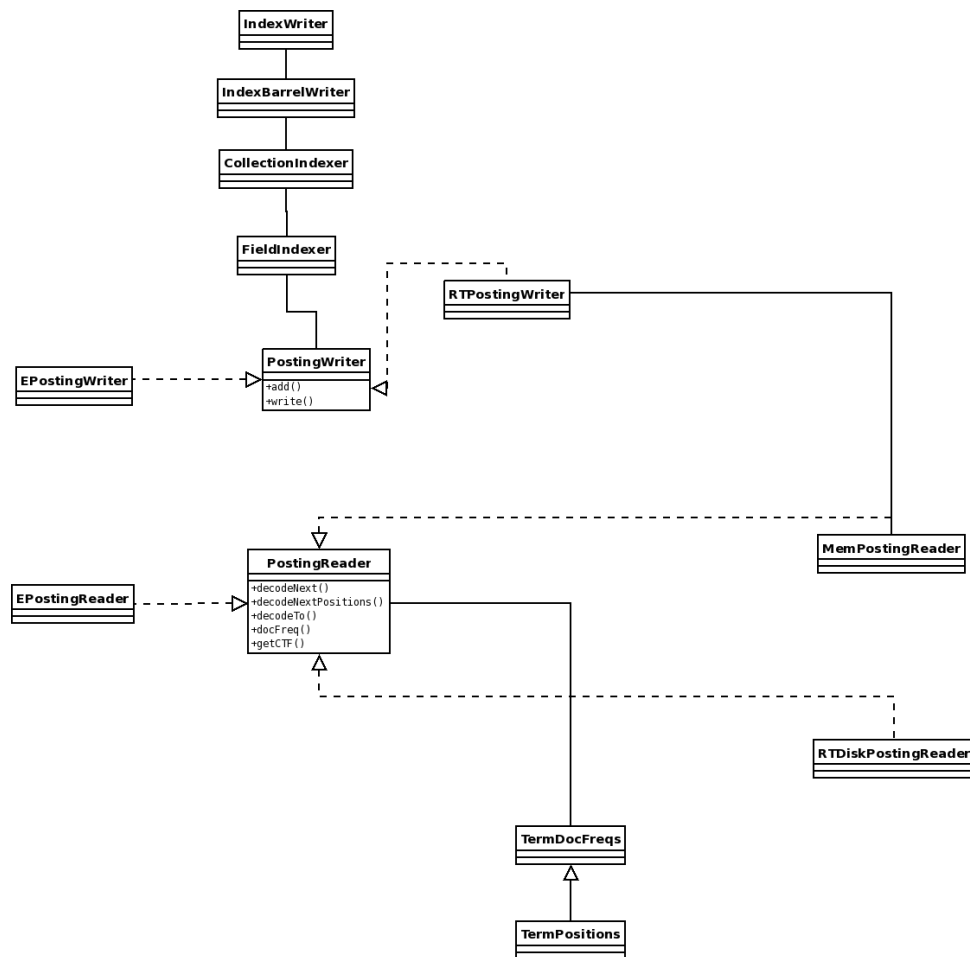 IndexWriter
IndexBarrelWriter
CollectionIndexer
FieldIndexer
RTPostingWriter
PostingWriter
+add()
+write()
EPostingWriter
MemPostingReader
PostingReader
+decodeNext()
+decodeNextPositions()
+decodeTo()
+docFreq()
+getCTF()
EPostingReader
RTDiskPostingReader
TermDocFreqs
TermPositions